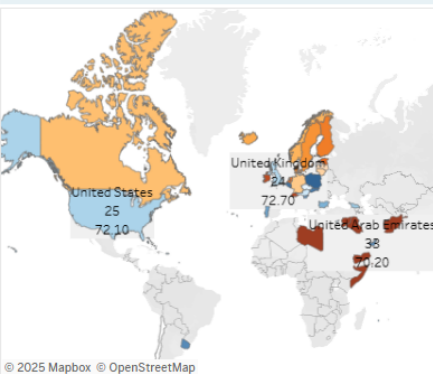 United Kingdom
24
72.70
United States
25
72.10
United Arab Emirates
38
70.20
© 2025 Mapbox © OpenStreetMap